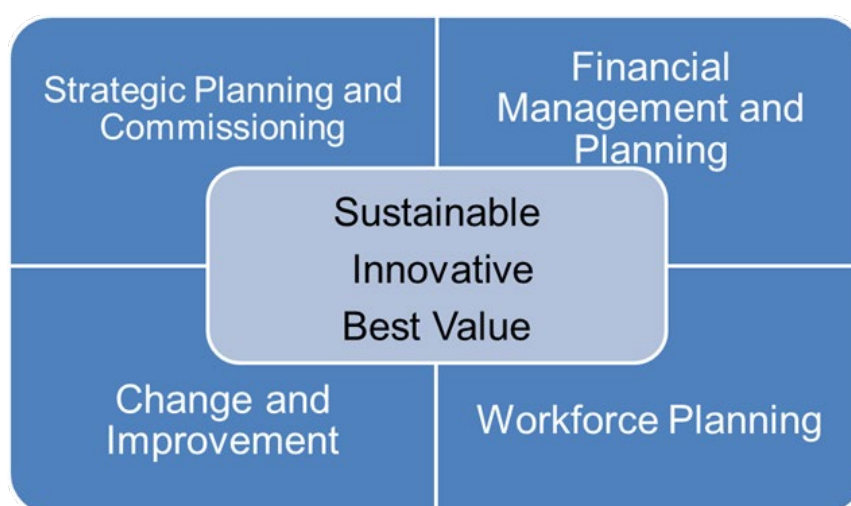 Strategic Planning and
Commissioning
Financial
Management and
Planning
Sustainable
Innovative
Best Value
Change and
Improvement
Workforce Planning